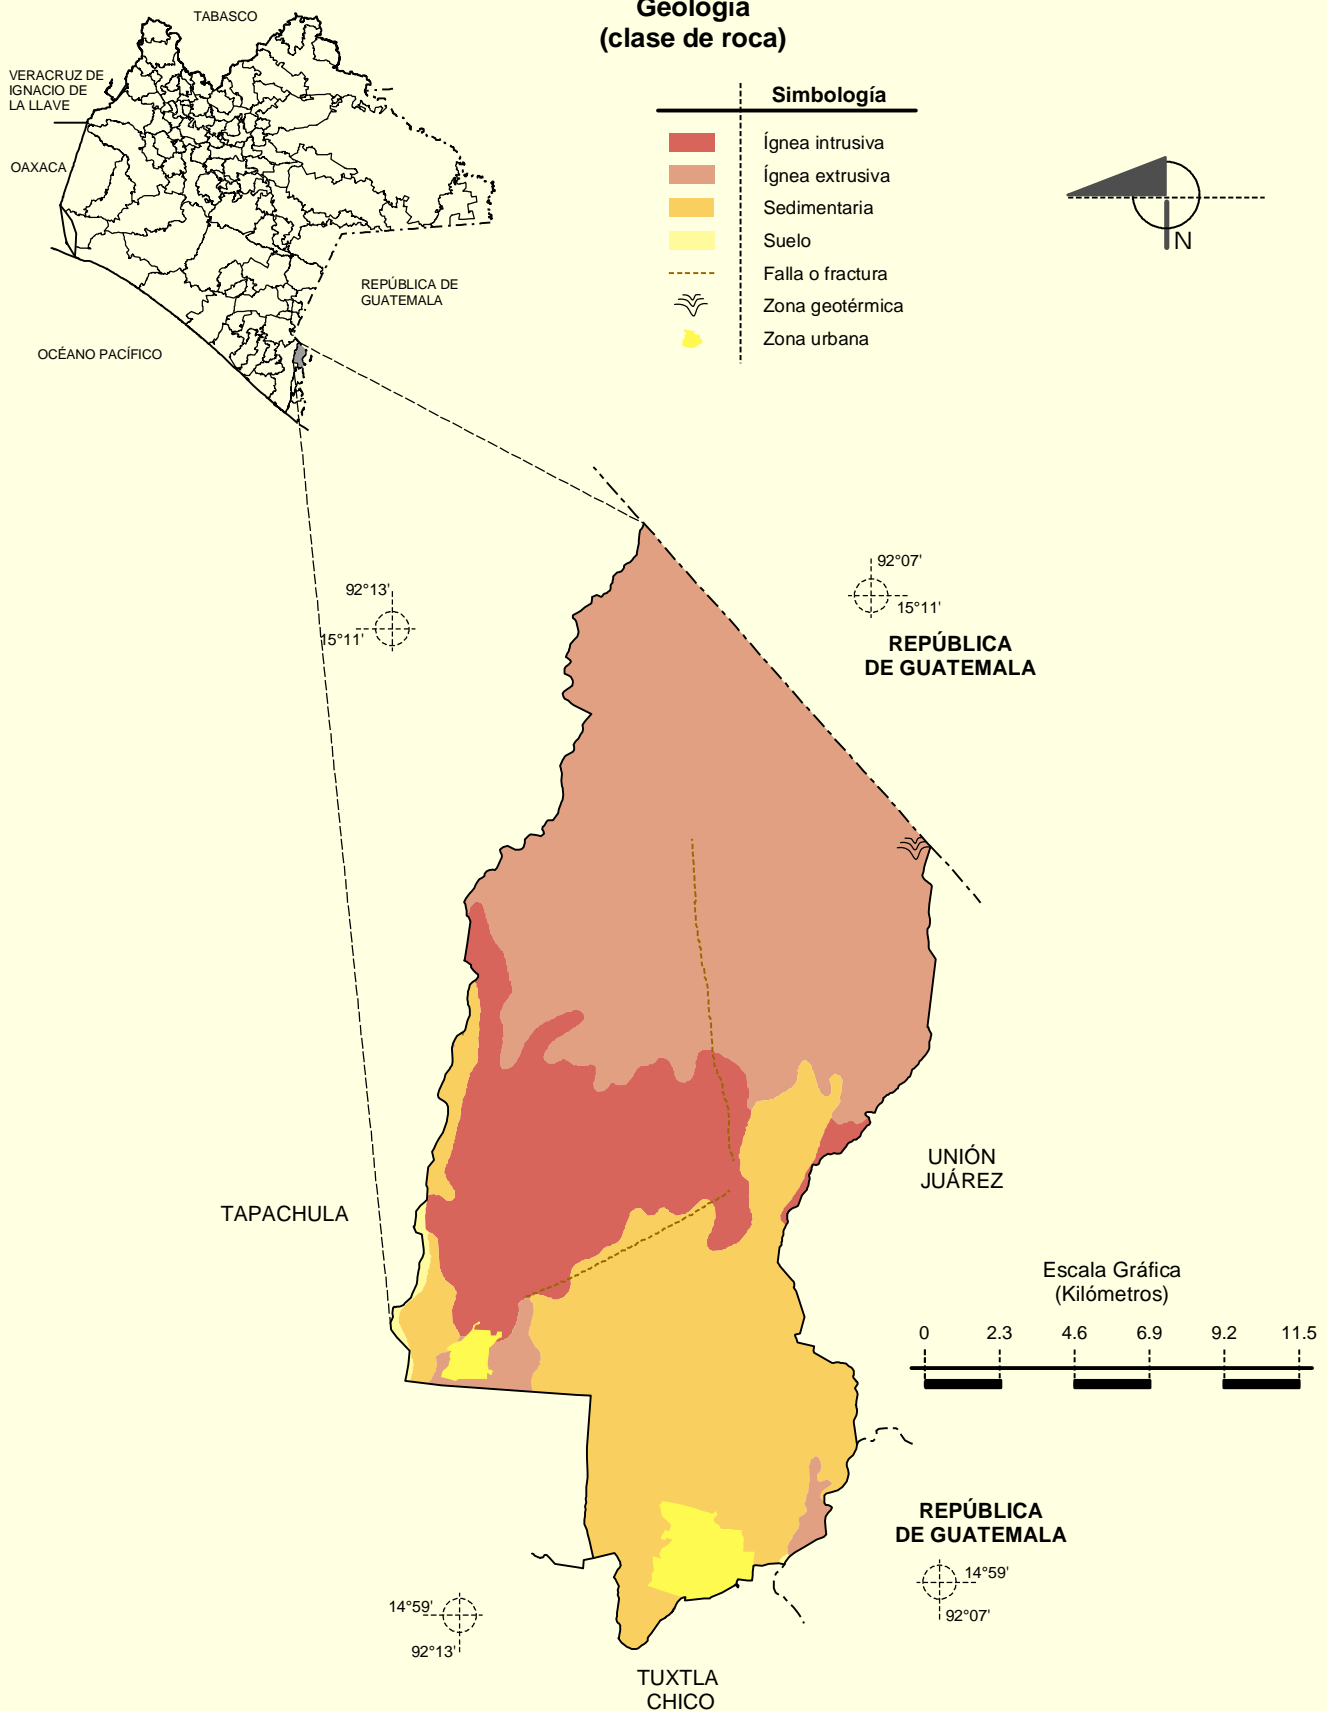 Geología
(clase de roca)
TABASCO
VERACRUZ DE
IGNACIO DE
LA LLAVE
OAXACA
REPÚBLICA DE
GUATEMALA
OCÉANO PACÍFICO
Simbología
Ígnea intrusiva
Ígnea extrusiva
Sedimentaria
Suelo
Falla o fractura
Zona geotérmica
Zona urbana
N
92°13'
15°11'
92°07'
15°11'
REPÚBLICA
DE GUATEMALA
UNIÓN
JUÁREZ
TAPACHULA
Escala Gráfica
(Kilómetros)
0 2.3 4.6 6.9 9.2 11.5
REPÚBLICA
DE GUATEMALA
14°59'
92°07'
14°59'
92°13'
TUXTLA
CHICO